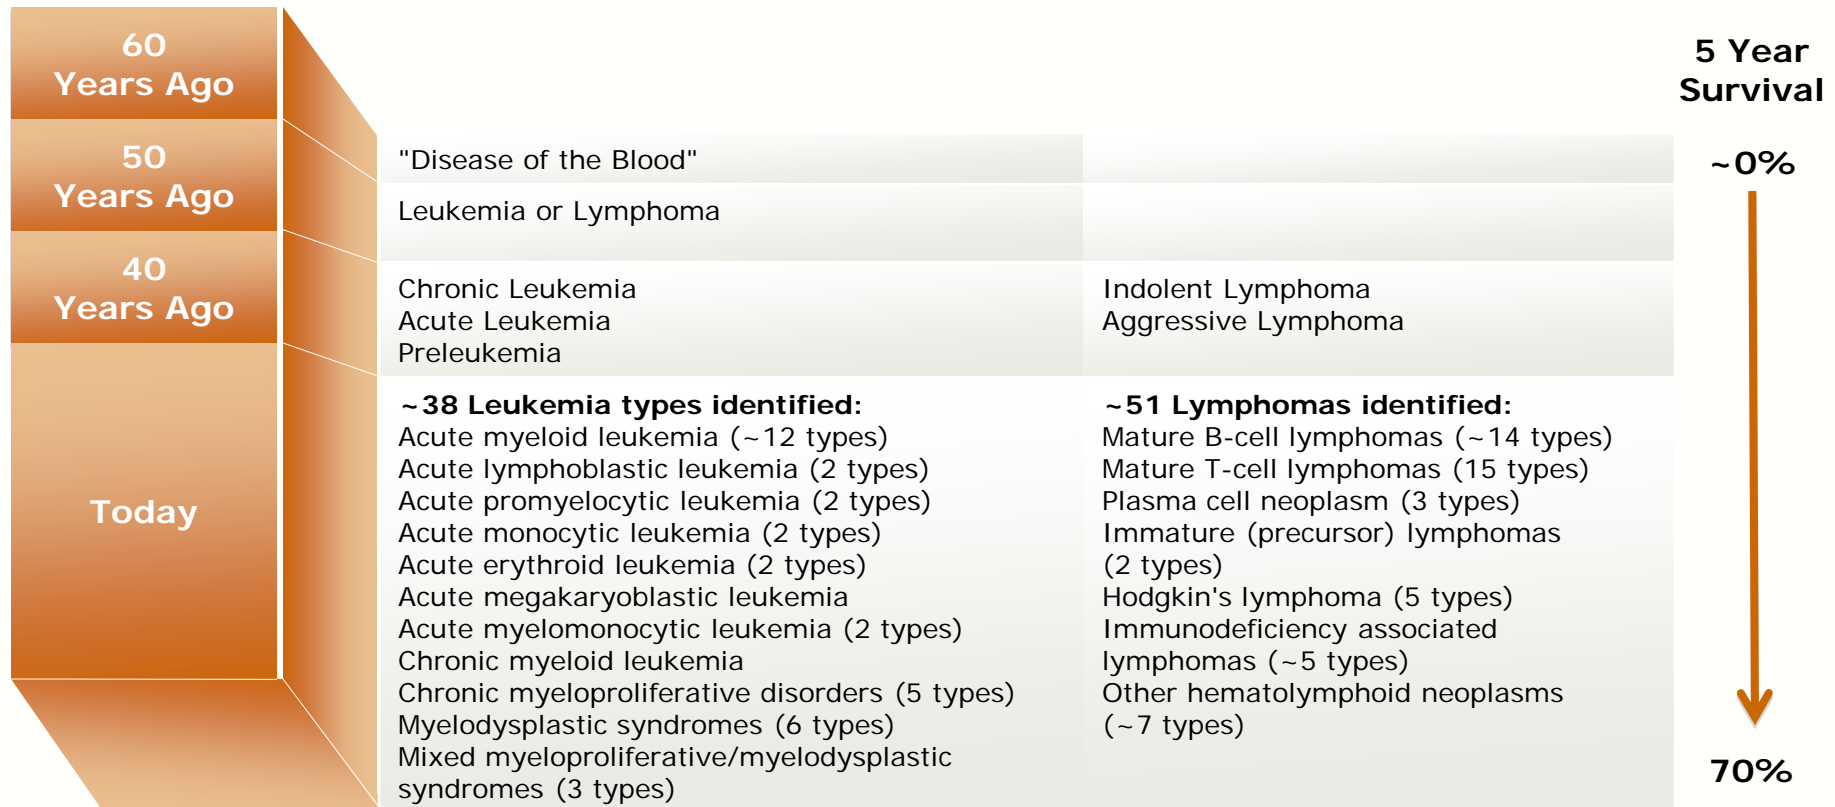 60
Years Ago
5 Year
Survival
50
Years Ago
"Disease of the Blood"
~0%
Leukemia or Lymphoma
40
Years Ago
Chronic Leukemia
Acute Leukemia
Preleukemia
Indolent Lymphoma
Aggressive Lymphoma
Today
~38 Leukemia types identified:
Acute myeloid leukemia (~12 types)
Acute lymphoblastic leukemia (2 types)
Acute promyelocytic leukemia (2 types)
Acute monocytic leukemia (2 types)
Acute erythroid leukemia (2 types)
Acute megakaryoblastic leukemia
Acute myelomonocytic leukemia (2 types)
Chronic myeloid leukemia
Chronic myeloproliferative disorders (5 types)
Myelodysplastic syndromes (6 types)
Mixed myeloproliferative/myelodysplastic
syndromes (3 types)
~51 Lymphomas identified:
Mature B-cell lymphomas (~14 types)
Mature T-cell lymphomas (15 types)
Plasma cell neoplasm (3 types)
Immature (precursor) lymphomas
(2 types)
Hodgkin's lymphoma (5 types)
Immunodeficiency associated
lymphomas (~5 types)
Other hematolymphoid neoplasms
(~7 types)
70%